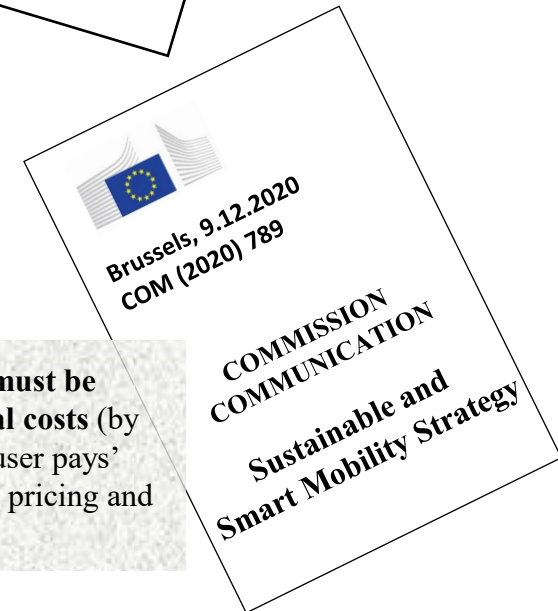 Brussels, 9.12.2020
COM (2020) 789
COMMISSION
COMMUNICATION
Sustainable and
Smart Mobility Strategy
must be
al costs (by
user pays’
pricing and